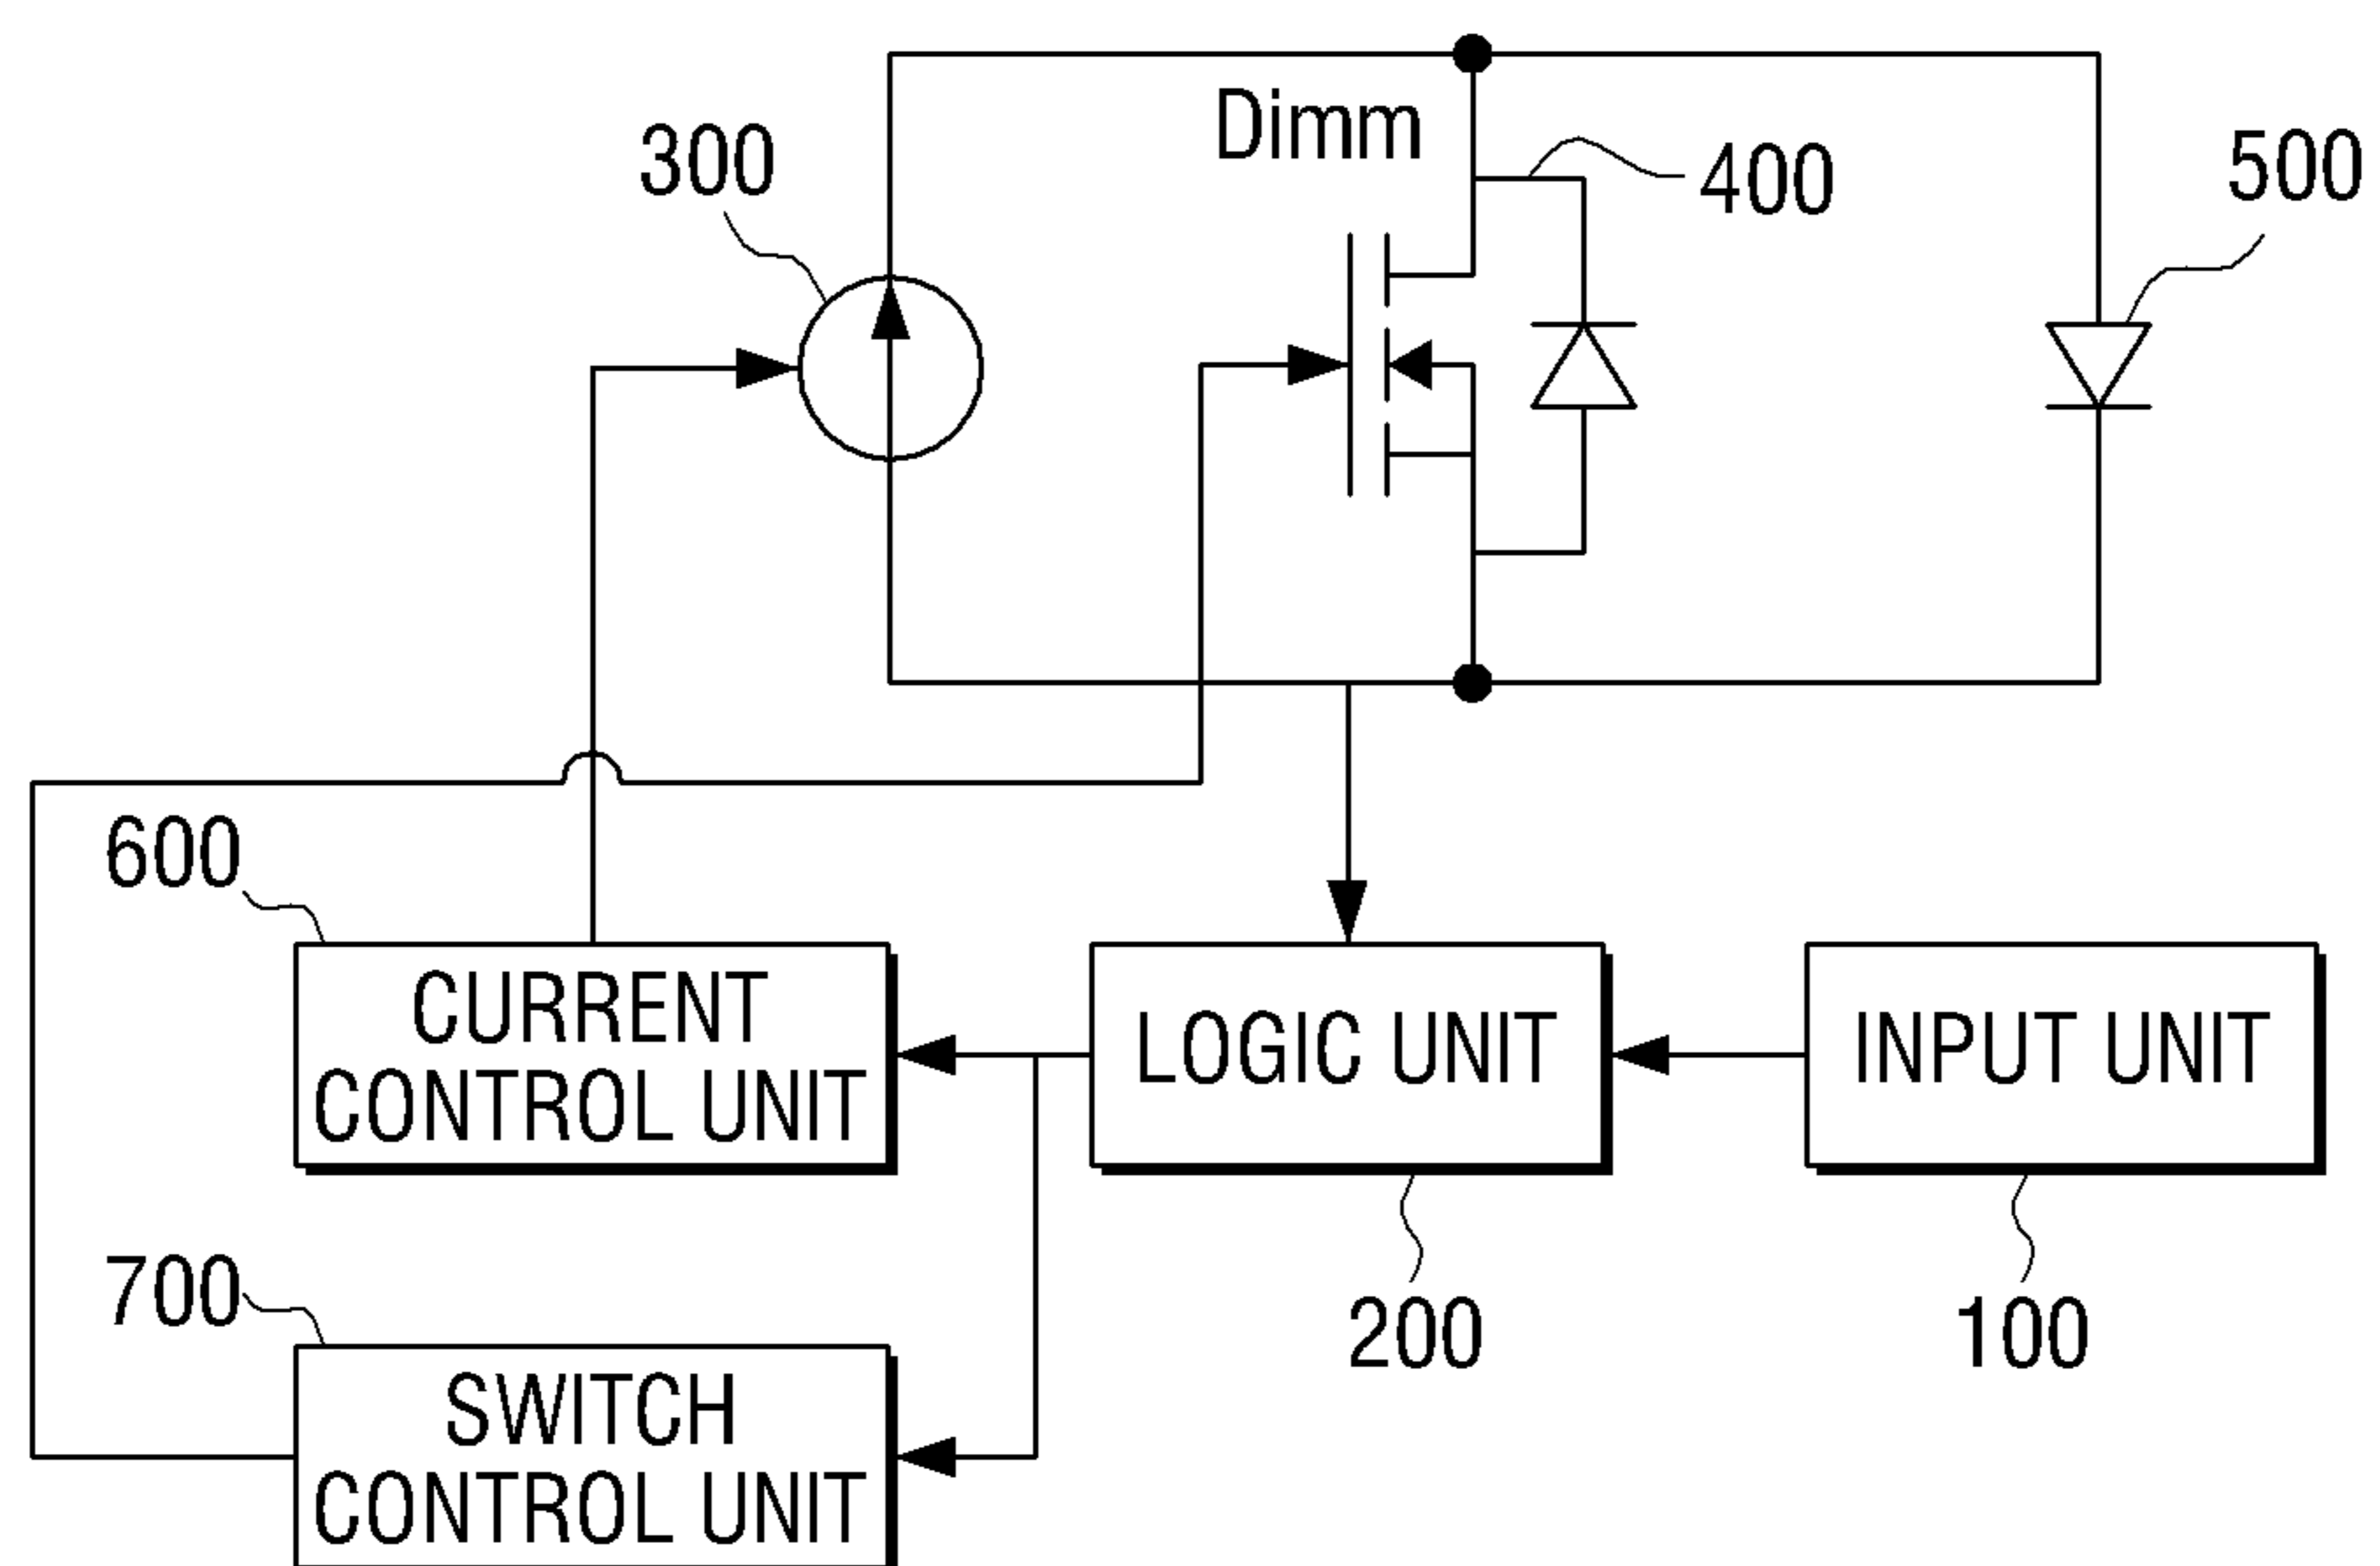 Dimm
300
400
500
600
CURRENT
CONTROL UNIT
LOGIC UNIT
INPUT UNIT
700
200
100
SWITCH
CONTROL UNIT